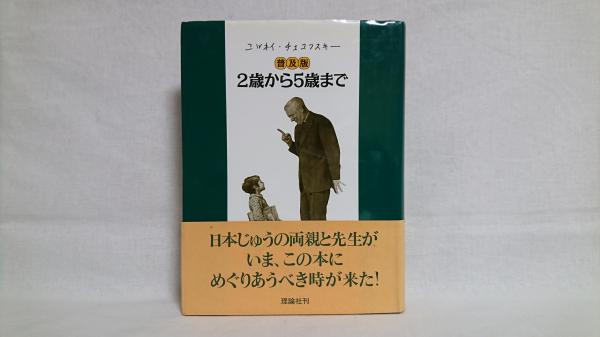 コルネイ・チュコフスキー
普及版
2歳から5歳まで
日本じゅうの両親と先生が
いま、この本に
めぐりあうべき時が来た!
理論社刊